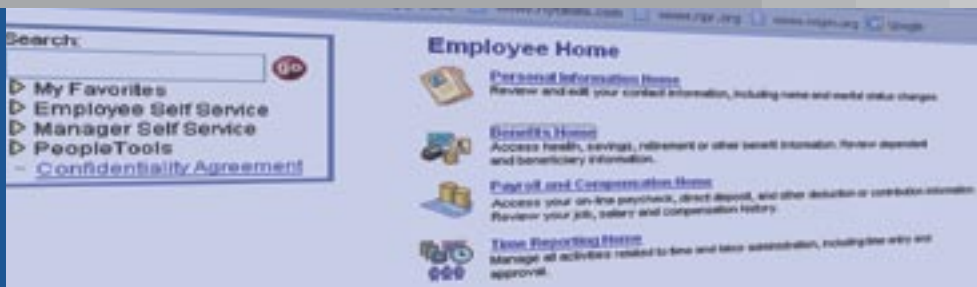 www.npr.org
Search:
Go
My Favorites
Employee Self Service
Manager Self Service
PeopleTools
– Confidentiality Agreement
Employee Home
Personal Information Home
Review and edit your contact information, including name and marital status changes.
Benefits Home
Access health, savings, retirement or other benefit information. Review dependent
and beneficiary information.
Payroll and Compensation Home
Access your on-line paycheck, direct deposit, and other deduction or contribution information.
Review your job, salary and compensation history.
Time Reporting Home
Manage all activities related to time and labor administration, including time entry and
approval.